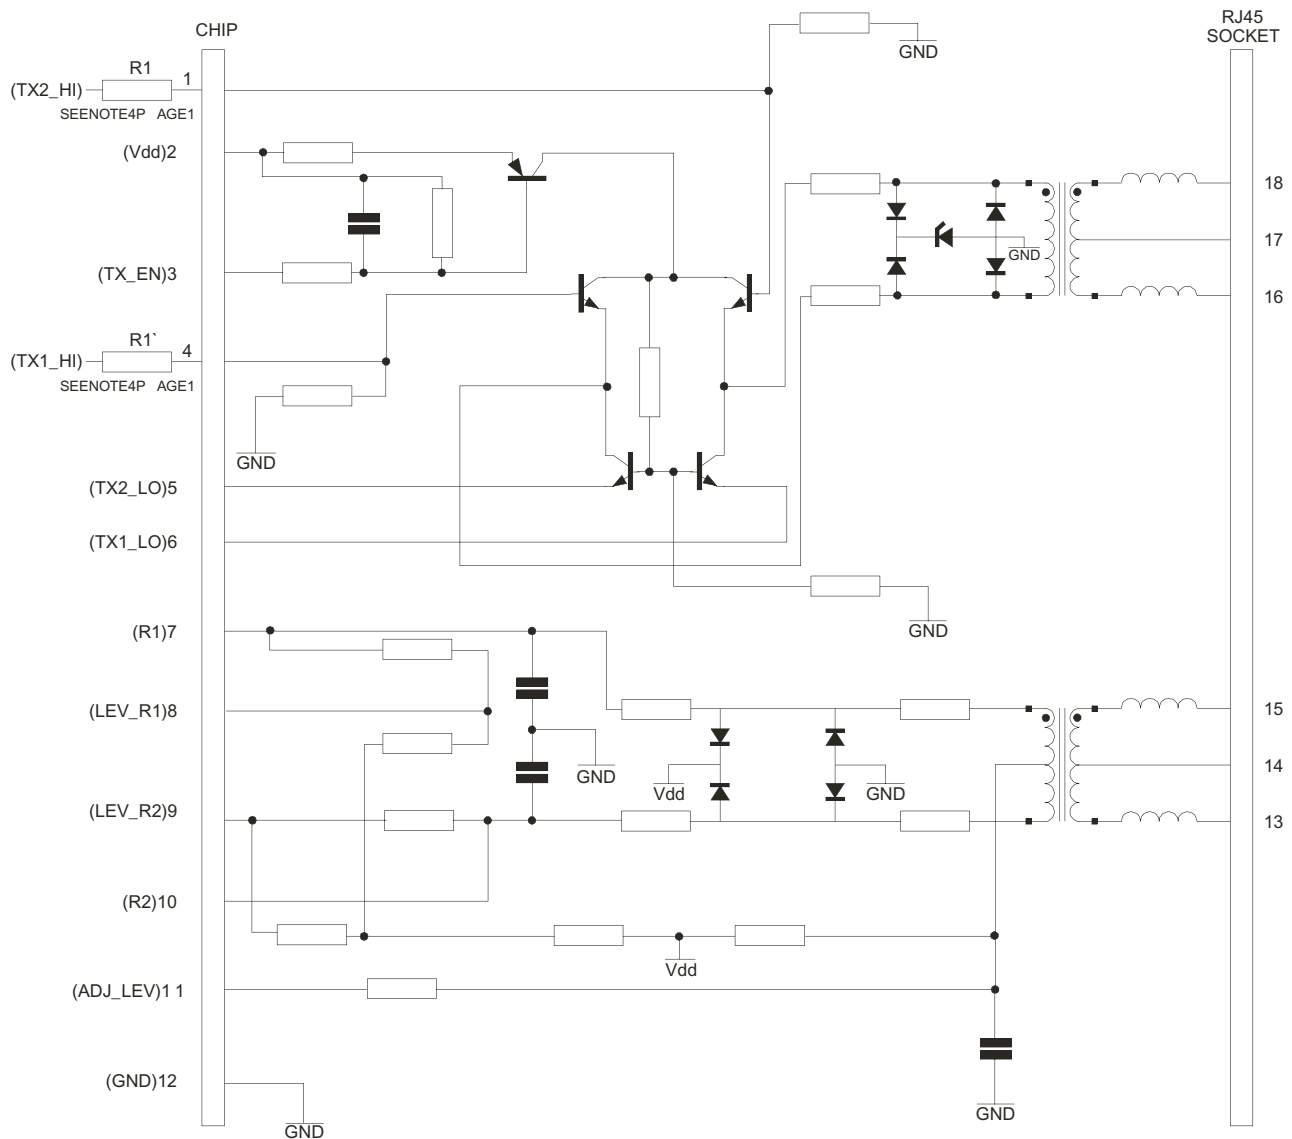 CHIP
RJ45
SOCKET
GND
R1
(TX2_HI)
1
SEENOTE4P AGE1
(Vdd)2
18
17
GND
(TX_EN)3
16
R1`
(TX1_HI)
4
SEENOTE4P AGE1
GND
(TX2_LO)5
(TX1_LO)6
(R1)7
GND
(LEV_R1)8
15
GND
14
Vdd
GND
(LEV_R2)9
13
(R2)10
Vdd
(ADJ_LEV)1 1
(GND)12
GND
GND